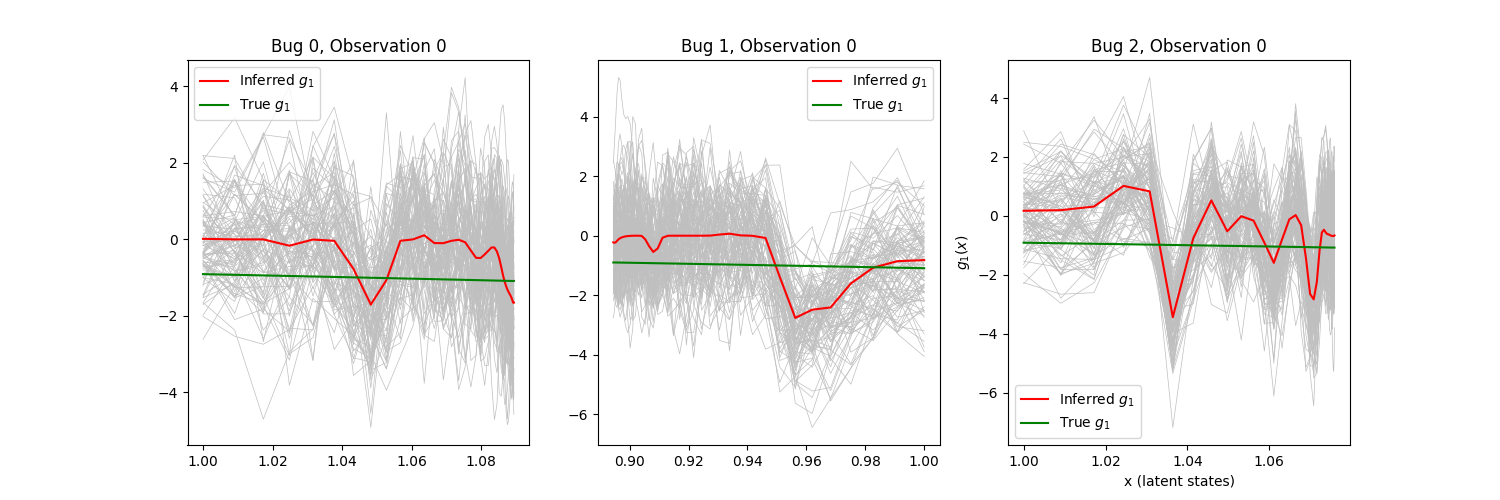 Bug 0, Observation 0
Inferred g₁
True g₁
4
2
0
−2
−4
1.00 1.02 1.04 1.06 1.08
Bug 1, Observation 0
Inferred g₁
True g₁
4
2
0
−2
−4
−6
0.90 0.92 0.94 0.96 0.98 1.00
Bug 2, Observation 0
g₁(x)
4
2
0
−2
−4
−6
Inferred g₁
True g₁
1.00 1.02 1.04 1.06
x (latent states)